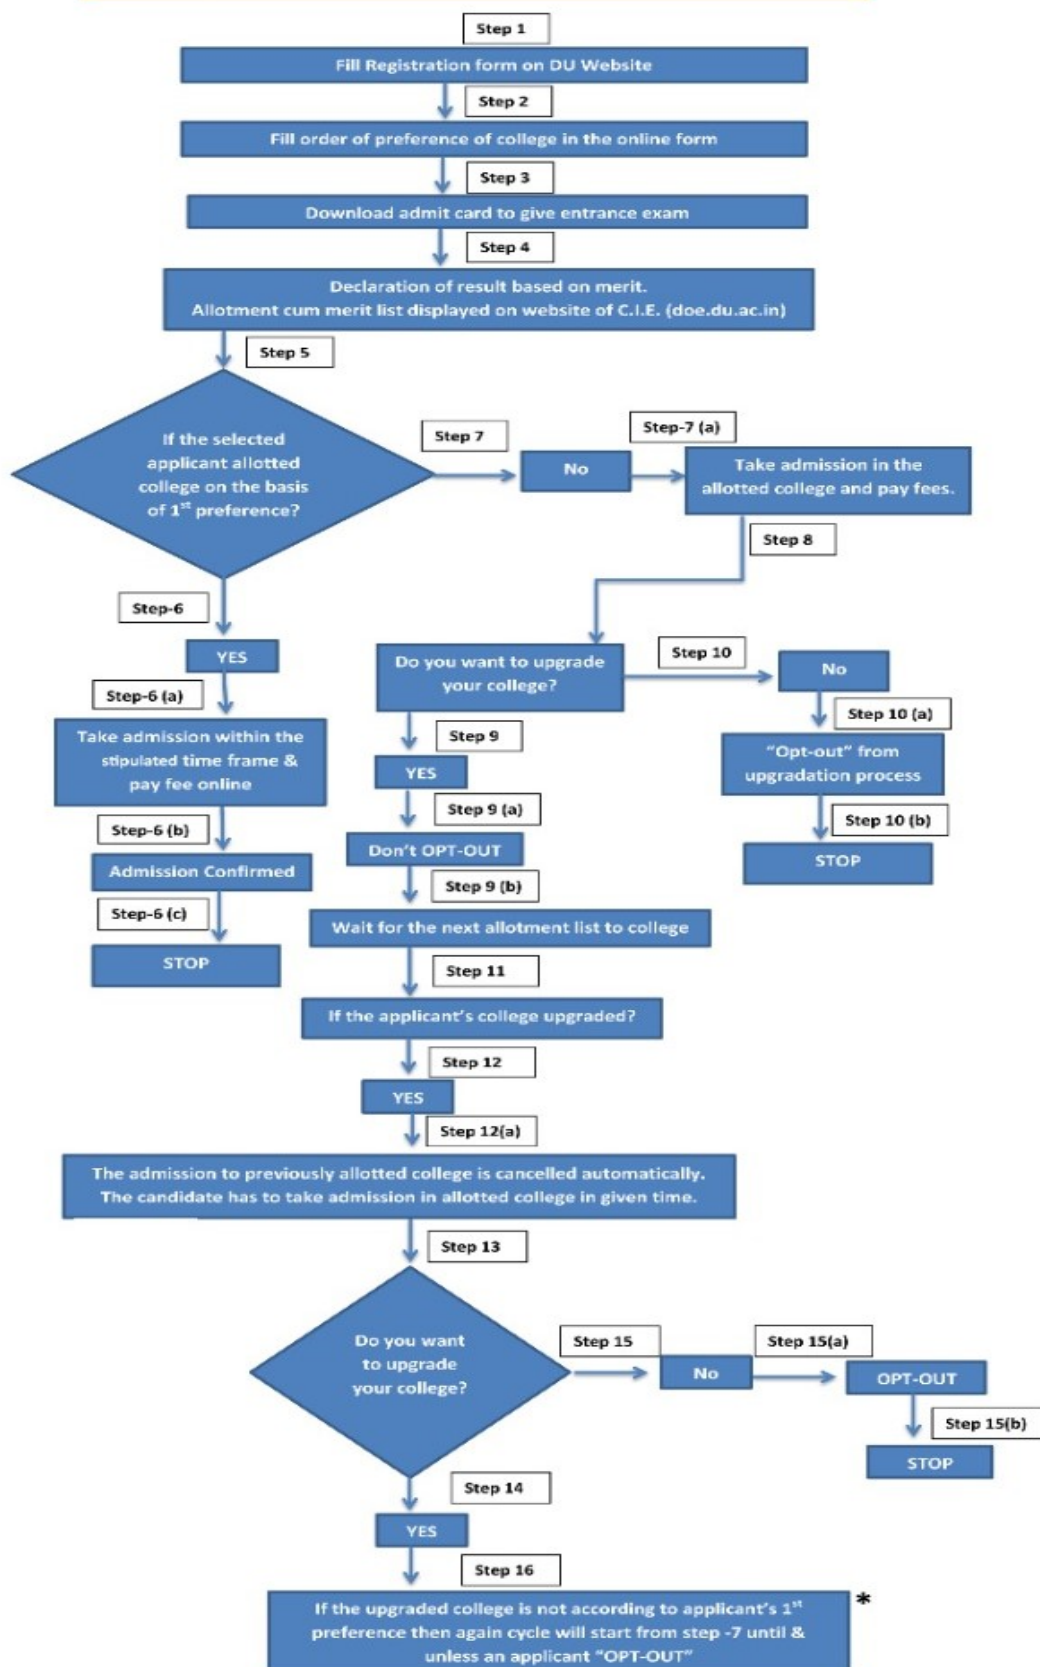 Step 1
Fill Registration form on DU Website
Step 2
Fill order of preference of college in the online form
Step 3
Download admit card to give entrance exam
Step 4
Declaration of result based on merit.
Allotment cum merit list displayed on website of C.I.E. (doe.du.ac.in)
Step 5
If the selected
applicant allotted
college on the basis
of 1st preference?
Step 7
No
Step-7 (a)
Take admission in the
allotted college and pay fees.
Step 8
Step-6
YES
Step-6 (a)
Take admission within the
stipulated time frame &
pay fee online
Step-6 (b)
Admission Confirmed
Step-6 (c)
STOP
Do you want to upgrade
your college?
Step 10
No
Step 10 (a)
"Opt-out" from
upgradation process
Step 10 (b)
STOP
Step 9
YES
Step 9 (a)
Don't OPT-OUT
Step 9 (b)
Wait for the next allotment list to college
Step 11
If the applicant's college upgraded?
Step 12
YES
Step 12(a)
The admission to previously allotted college is cancelled automatically.
The candidate has to take admission in allotted college in given time.
Step 13
Do you want
to upgrade
your college?
Step 15
No
Step 15(a)
OPT-OUT
Step 15(b)
STOP
Step 14
YES
Step 16
If the upgraded college is not according to applicant's 1st
preference then again cycle will start from step -7 until &
unless an applicant "OPT-OUT"
*